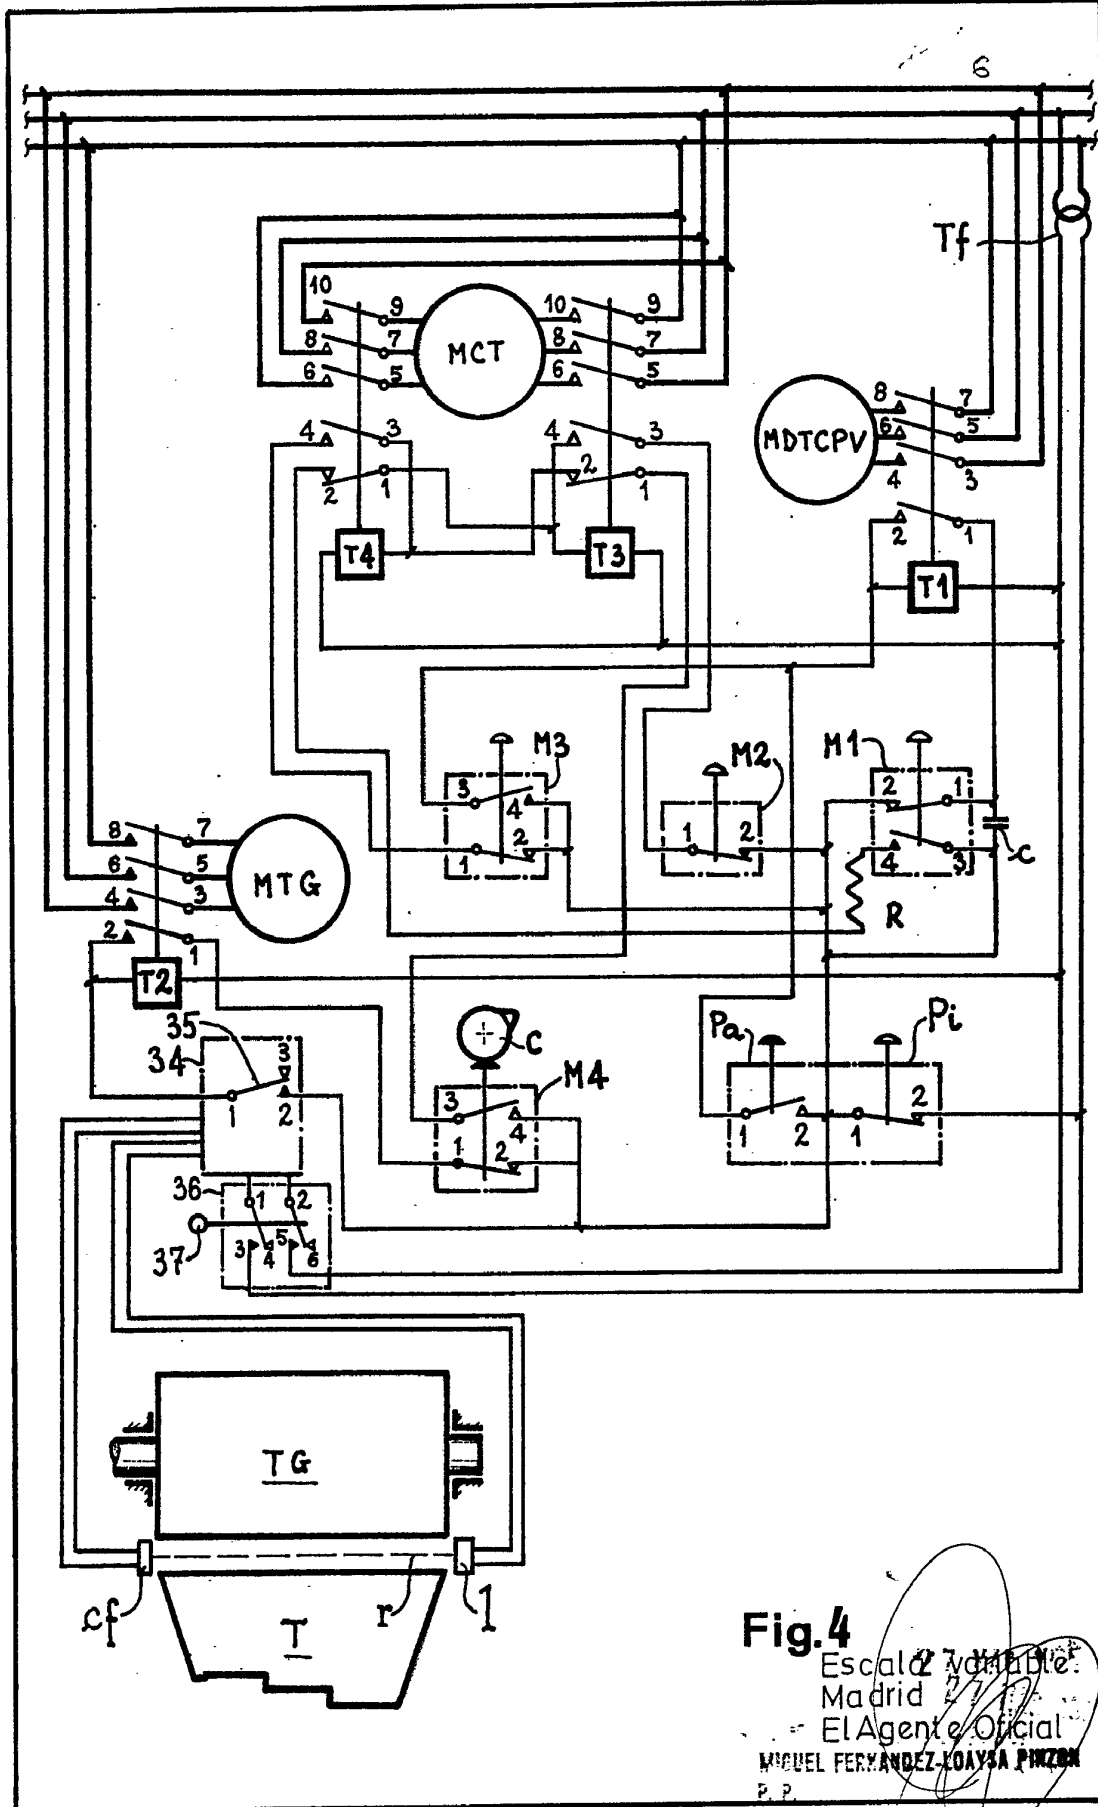 6
Tf
10 9 MCT 10 9
8 7 8 7
6 5 6 5
8 7
MDTCPV 6 5
4 3
4 3 4 3
2 1 2 1
2 1
T4 T3 T1
M3 M2 M1
3 4 2 1
1 2 1 2 4 3 C
R
8 7
6 5 MTG
4 3
2 1
T2
35 C Pa Pi
34 3 M4
1 2 3 4 1 2 1 2
1 2
36 1 2
37 3 4 5 6
TG
cf r l
T
Fig.4
Escala variable
Madrid 27
El Agente Oficial
MIGUEL FERNANDEZ-LOAYSA PINZON
P. P.